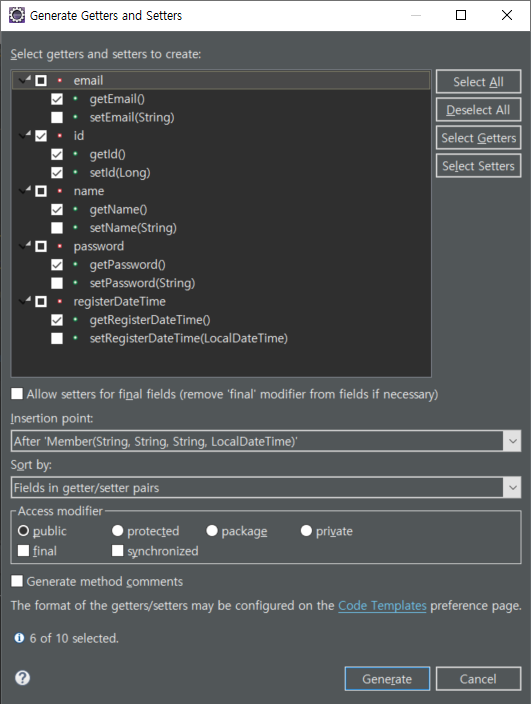 Generate Getters and Setters
Select getters and setters to create:
email
getEmail()
setEmail(String)
id
getId()
setId(Long)
name
getName()
setName(String)
password
getPassword()
setPassword(String)
registerDateTime
getRegisterDateTime()
setRegisterDateTime(LocalDateTime)
Select All
Deselect All
Select Getters
Select Setters
Allow setters for final fields (remove 'final' modifier from fields if necessary)
Insertion point:
After 'Member(String, String, String, LocalDateTime)'
Sort by:
Fields in getter/setter pairs
Access modifier
public protected package private
final synchronized
Generate method comments
The format of the getters/setters may be configured on the Code Templates preference page.
6 of 10 selected.
Generate Cancel